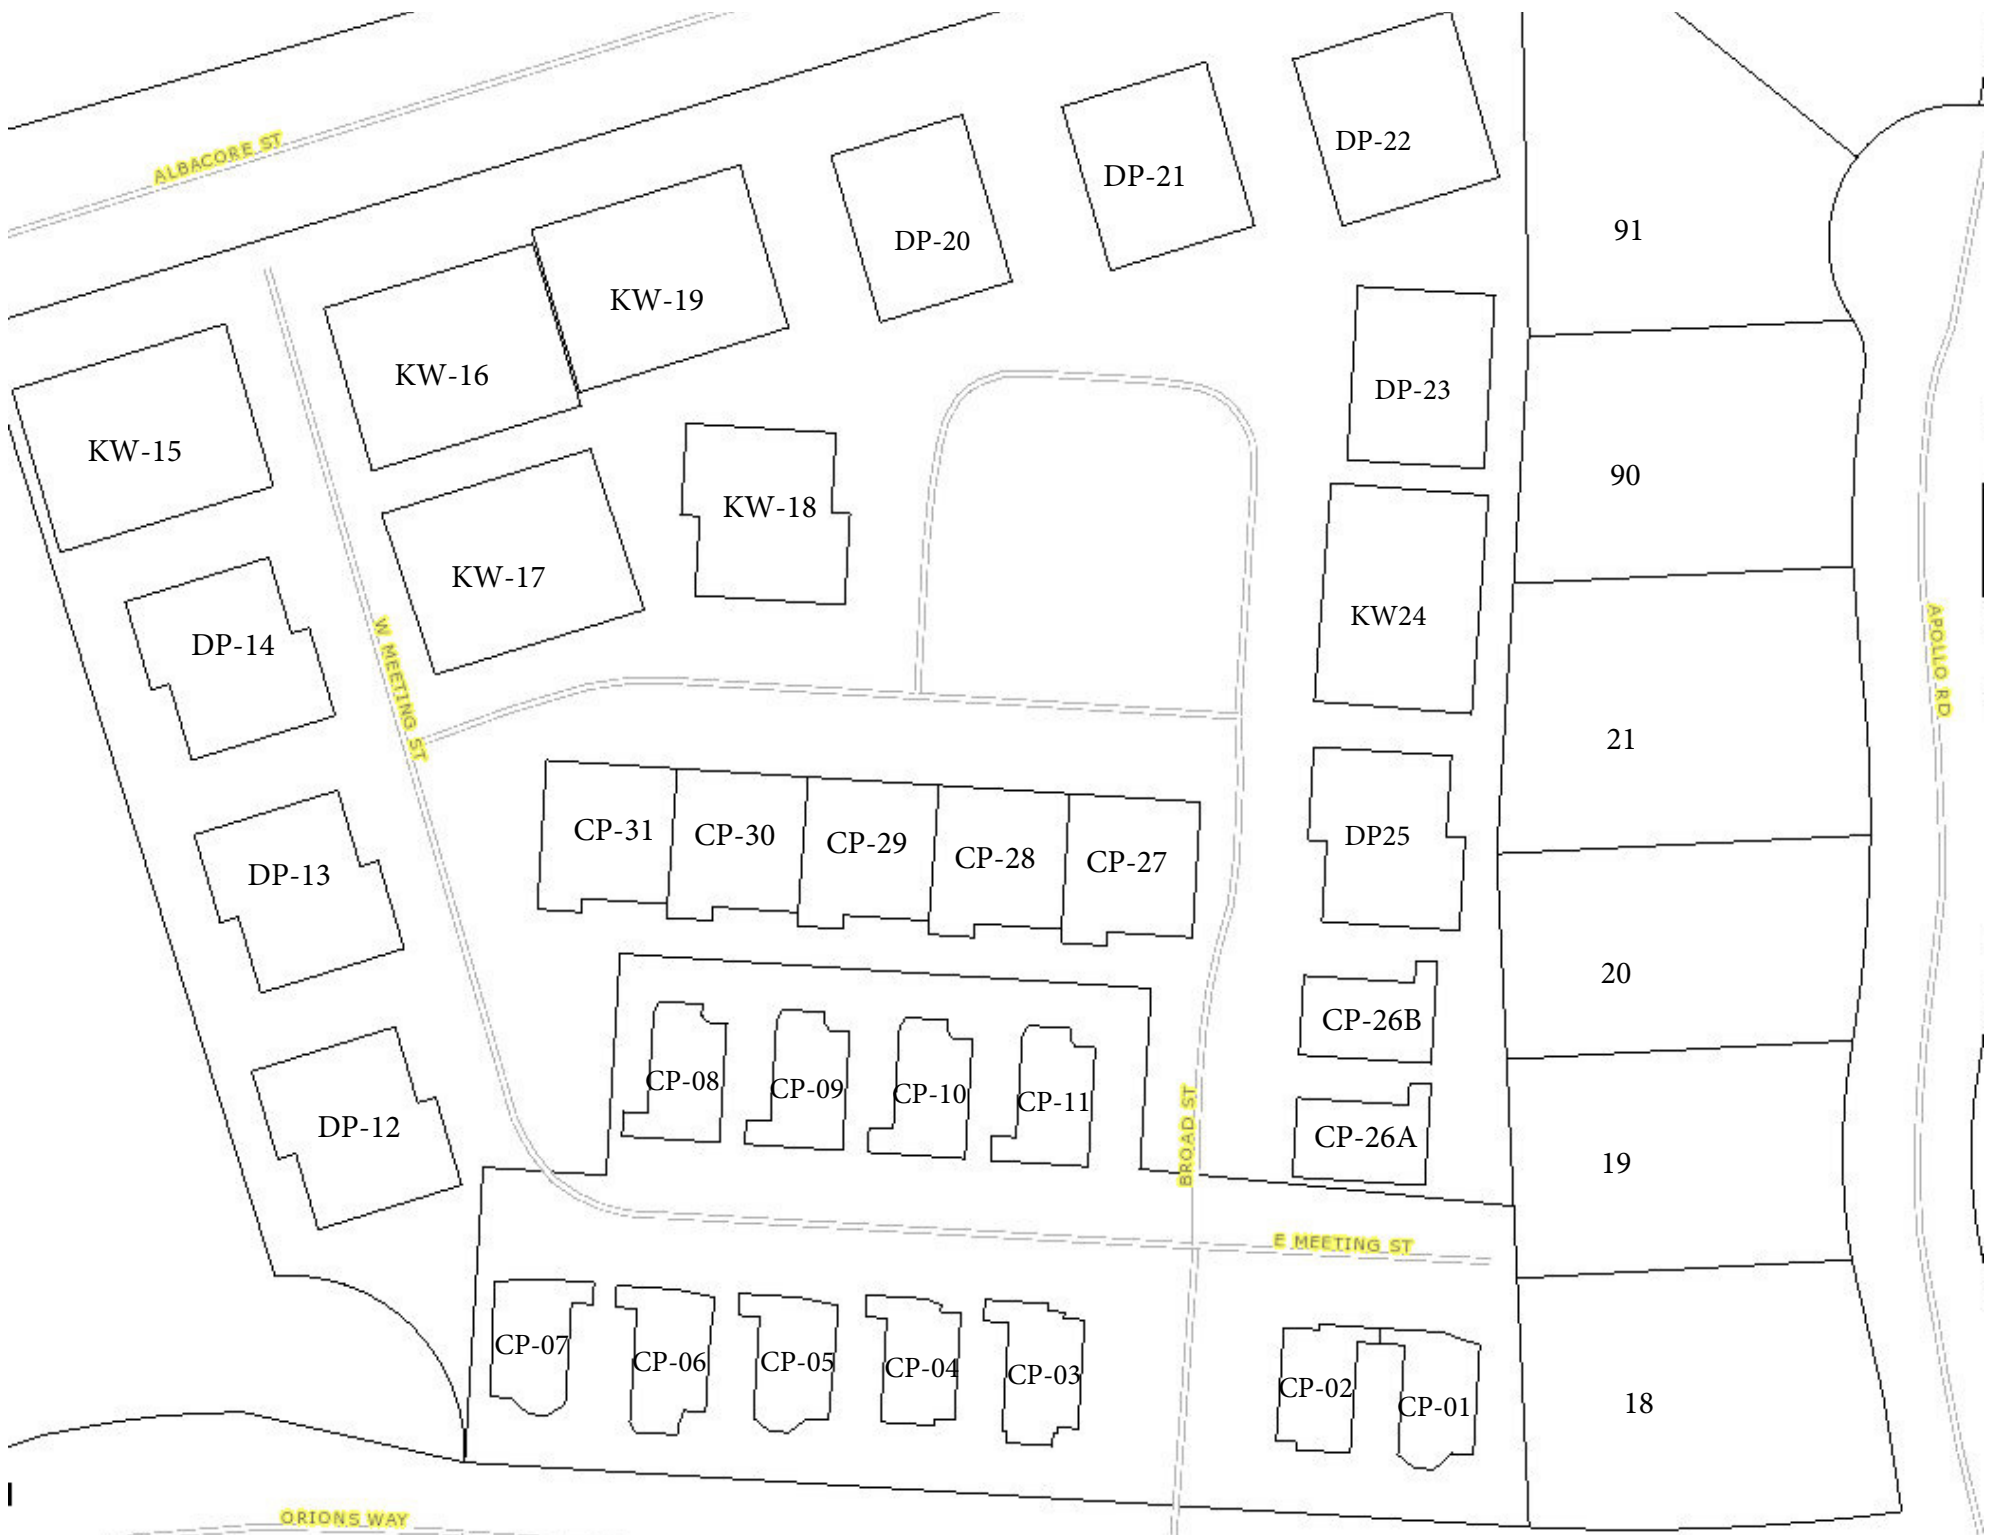 ALBACORE ST
DP-22
DP-21
DP-20
91
KW-19
KW-16
DP-23
KW-15
90
KW-18
KW-17
KW24
DP-14
W MEETING ST
APOLLO RD
21
CP-31
CP-30
CP-29
CP-28
CP-27
DP25
DP-13
20
CP-26B
CP-08
CP-09
CP-10
CP-11
DP-12
BROAD ST
CP-26A
19
E MEETING ST
CP-07
CP-06
CP-05
CP-04
CP-03
CP-02
CP-01
18
ORIONS WAY